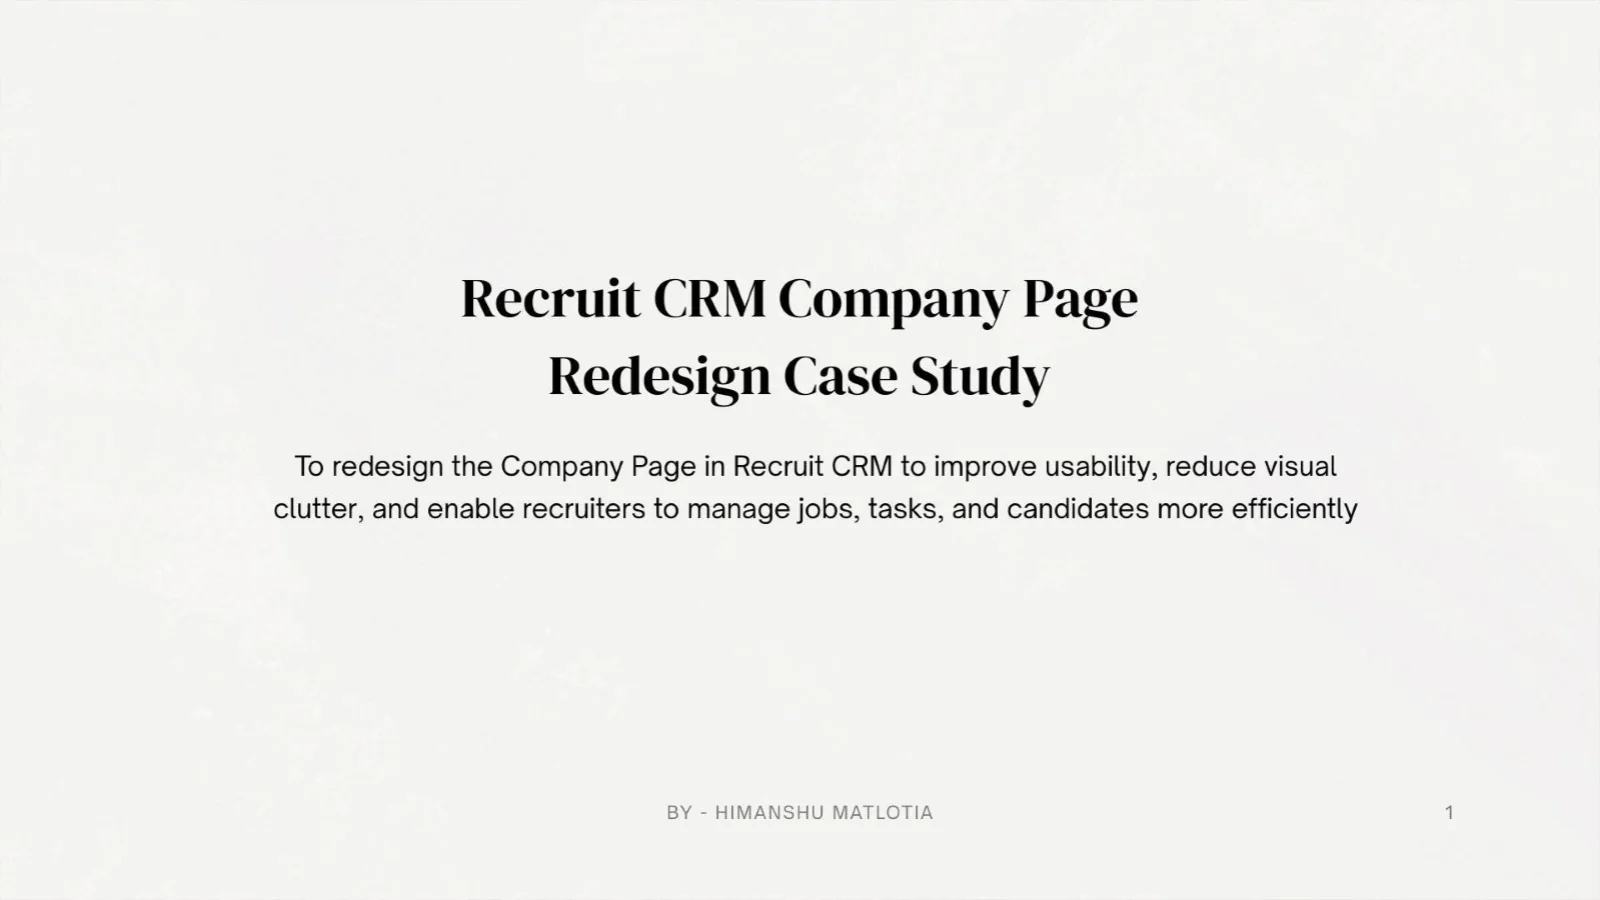 Recruit CRM Company Page
Redesign Case Study
To redesign the Company Page in Recruit CRM to improve usability, reduce visual
clutter, and enable recruiters to manage jobs, tasks, and candidates more efficiently
BY - HIMANSHU MATLOTIA
1